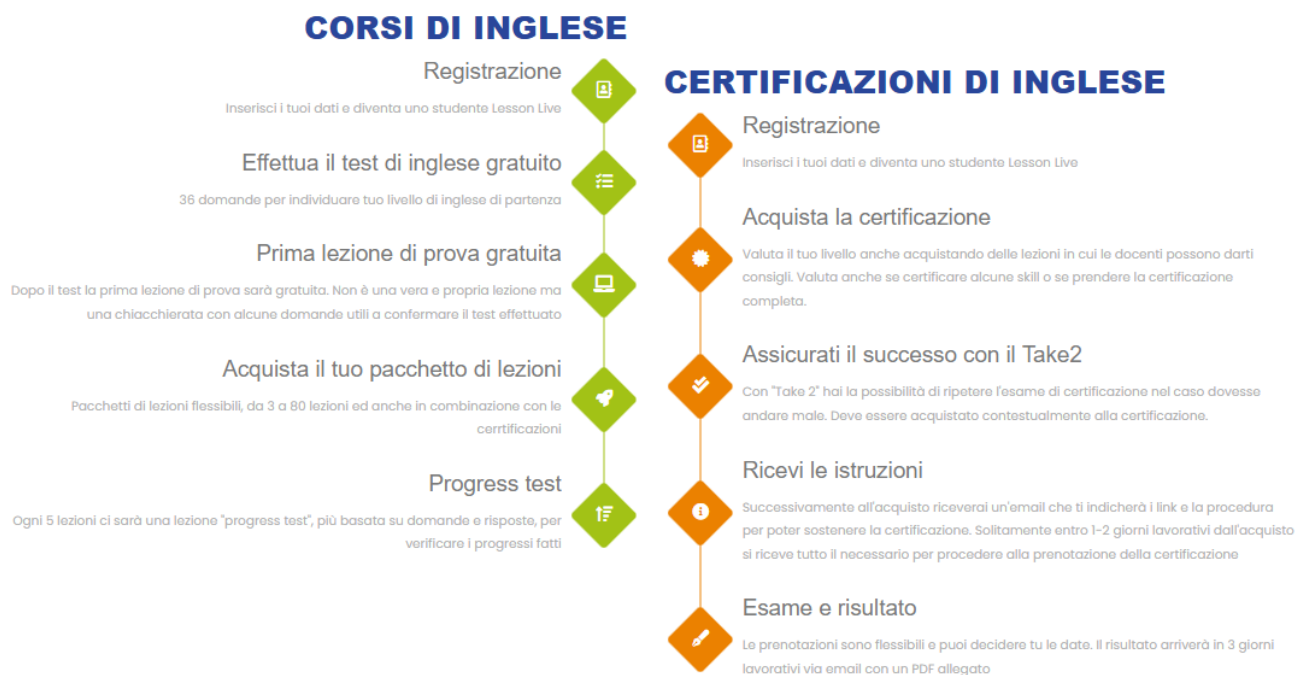 CORSI DI INGLESE
Registrazione
Inserisci i tuoi dati e diventa uno studente Lesson Live
Effettua il test di inglese gratuito
36 domande per individuare tuo livello di inglese di partenza
Prima lezione di prova gratuita
Dopo il test la prima lezione di prova sarà gratuita. Non è una vera e propria lezione ma
una chiacchierata con alcune domande utili a confermare il test effettuato
Acquista il tuo pacchetto di lezioni
Pacchetti di lezioni flessibili, da 3 a 80 lezioni ed anche in combinazione con le
cerrtificazioni
Progress test
Ogni 5 lezioni ci sarà una lezione "progress test", più basata su domande e risposte, per
verificare i progressi fatti
CERTIFICAZIONI DI INGLESE
Registrazione
Inserisci i tuoi dati e diventa uno studente Lesson Live
Acquista la certificazione
Valuta il tuo livello anche acquistando delle lezioni in cui le docenti possono darti
consigli. Valuta anche se certificare alcune skill o se prendere la certificazione
completa.
Assicurati il successo con il Take2
Con "Take 2" hai la possibilità di ripetere l'esame di certificazione nel caso dovesse
andare male. Deve essere acquistato contestualmente alla certificazione.
Ricevi le istruzioni
Successivamente all'acquisto riceverai un'email che ti indicherà i link e la procedura
per poter sostenere la certificazione. Solitamente entro 1-2 giorni lavorativi dall'acquisto
si riceve tutto il necessario per procedere alla prenotazione della certificazione
Esame e risultato
Le prenotazioni sono flessibili e puoi decidere tu le date. Il risultato arriverà in 3 giorni
lavorativi via email con un PDF allegato